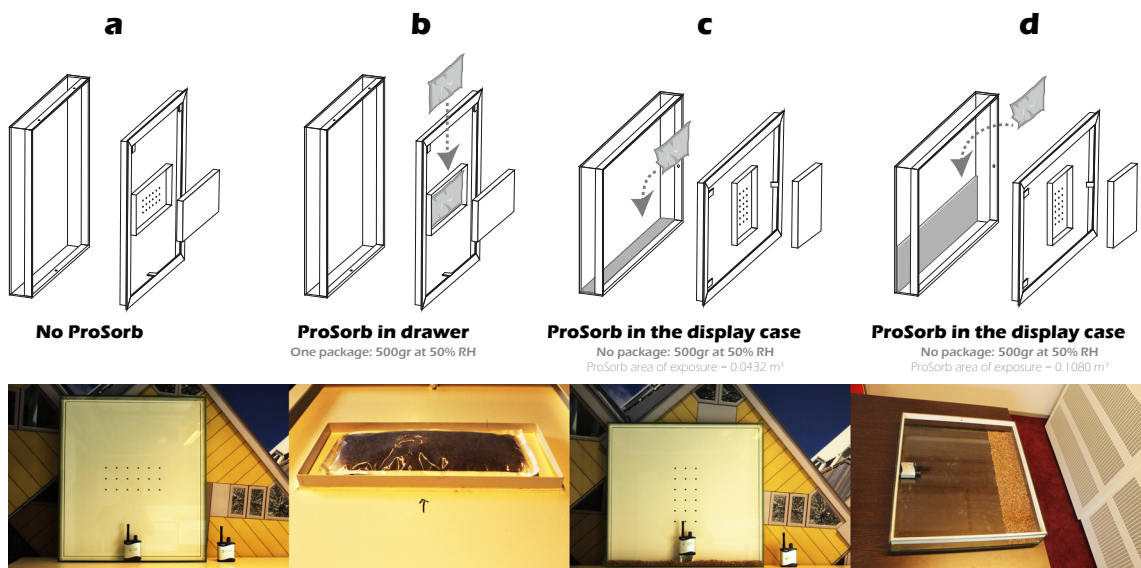 a
b
c
d
No ProSorb
ProSorb in drawer
One package: 500gr at 50% RH
ProSorb in the display case
No package: 500gr at 50% RH
ProSorb area of exposure = 0.0432 m³
ProSorb in the display case
No package: 500gr at 50% RH
ProSorb area of exposure = 0.1080 m³